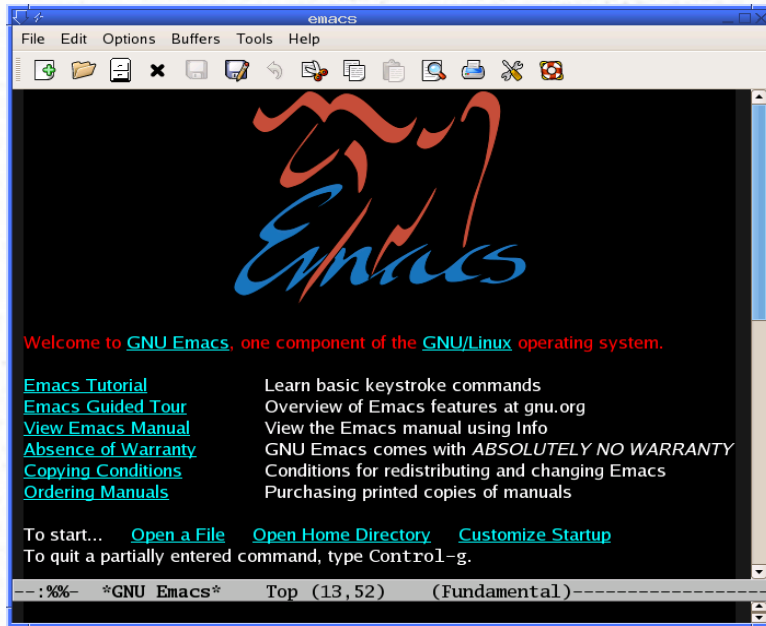 emacs
File Edit Options Buffers Tools Help
Emacs
Welcome to GNU Emacs, one component of the GNU/Linux operating system.
Emacs Tutorial Learn basic keystroke commands
Emacs Guided Tour Overview of Emacs features at gnu.org
View Emacs Manual View the Emacs manual using Info
Absence of Warranty GNU Emacs comes with ABSOLUTELY NO WARRANTY
Copying Conditions Conditions for redistributing and changing Emacs
Ordering Manuals Purchasing printed copies of manuals
To start... Open a File Open Home Directory Customize Startup
To quit a partially entered command, type Control-g.
--:%%- *GNU Emacs* Top (13,52) (Fundamental)------------------